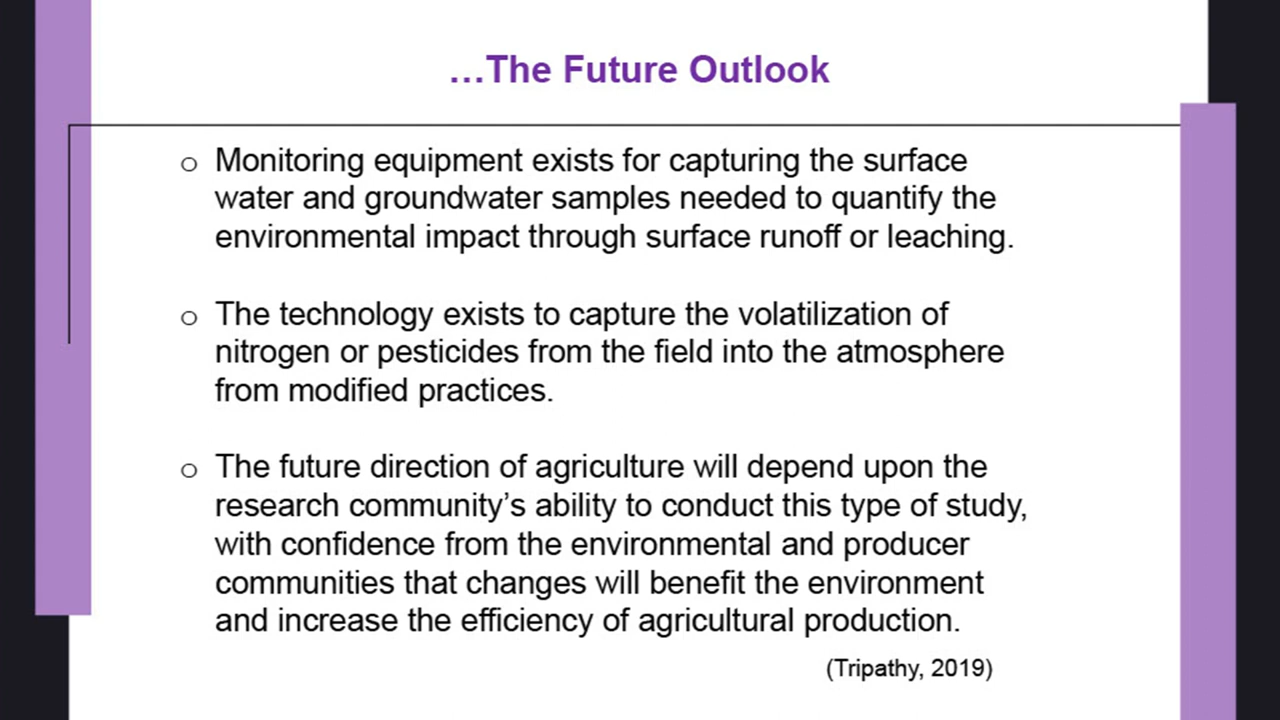 ...The Future Outlook
o Monitoring equipment exists for capturing the surface
water and groundwater samples needed to quantify the
environmental impact through surface runoff or leaching.
o The technology exists to capture the volatilization of
nitrogen or pesticides from the field into the atmosphere
from modified practices.
o The future direction of agriculture will depend upon the
research community’s ability to conduct this type of study,
with confidence from the environmental and producer
communities that changes will benefit the environment
and increase the efficiency of agricultural production.
(Tripathy, 2019)